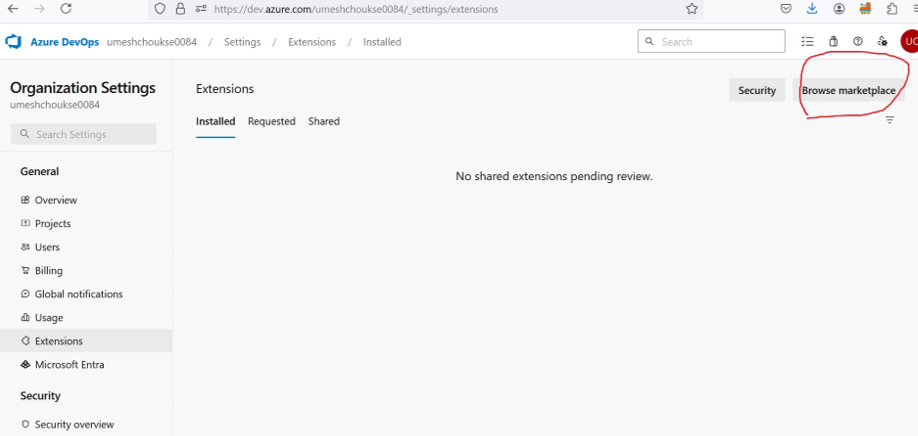 https://dev.azure.com/umeshchoukse0084/_settings/extensions
Azure DevOps umeshchoukse0084 / Settings / Extensions / Installed
Search
UC
Organization Settings
umeshchoukse0084
Search Settings
General
Overview
Projects
Users
Billing
Global notifications
Usage
Extensions
Microsoft Entra
Security
Security overview
Extensions
Security
Browse marketplace
Installed Requested Shared
No shared extensions pending review.